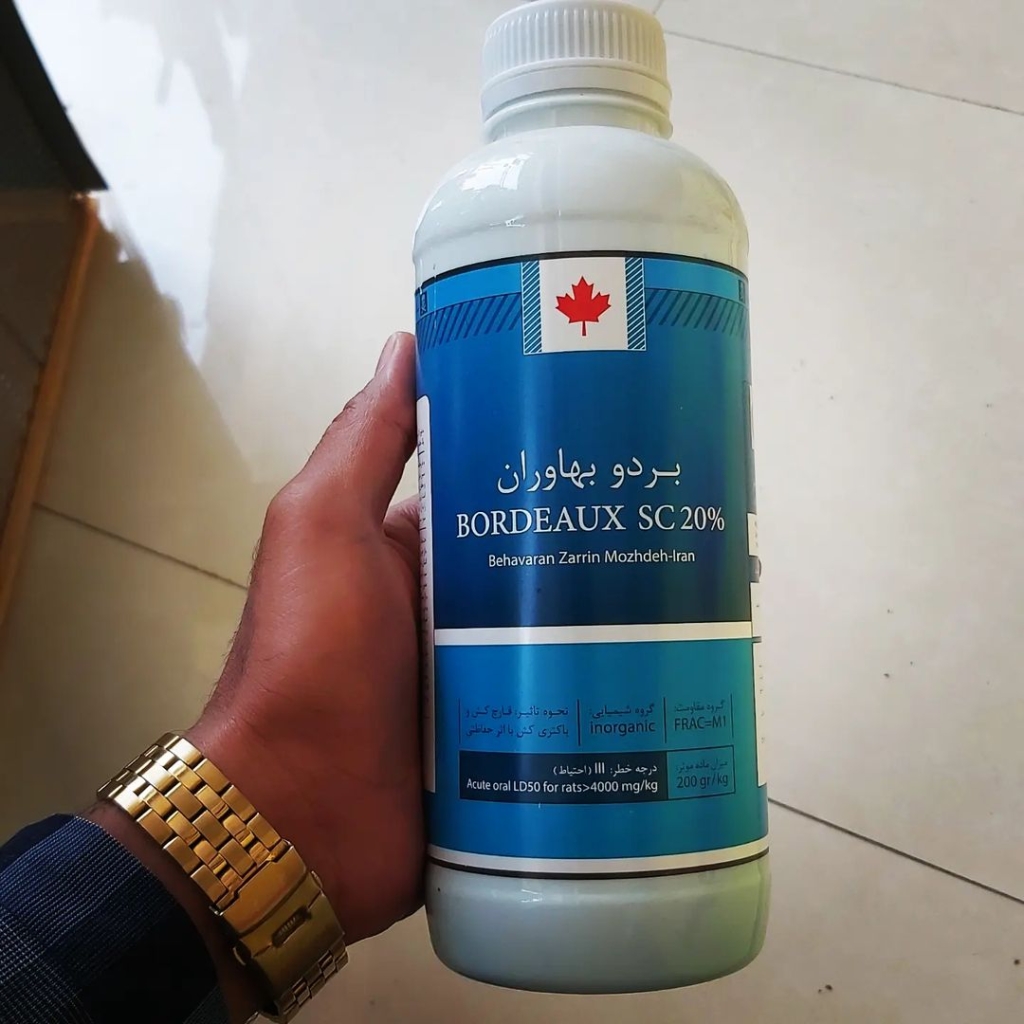 بردو بهاوران
BORDEAUX SC 20%
Behavaran Zarrin Mozhdeh-Iran
گروه مقاومت:
FRAC=M1
گروه شیمیایی:
inorganic
نحوه تاثیر: قارچ کش و
باکتری کش با اثر حفاظتی
میزان ماده موثر:
200 gr/kg
درجه خطر: III (احتیاط)
Acute oral LD50 for rats>4000 mg/kg